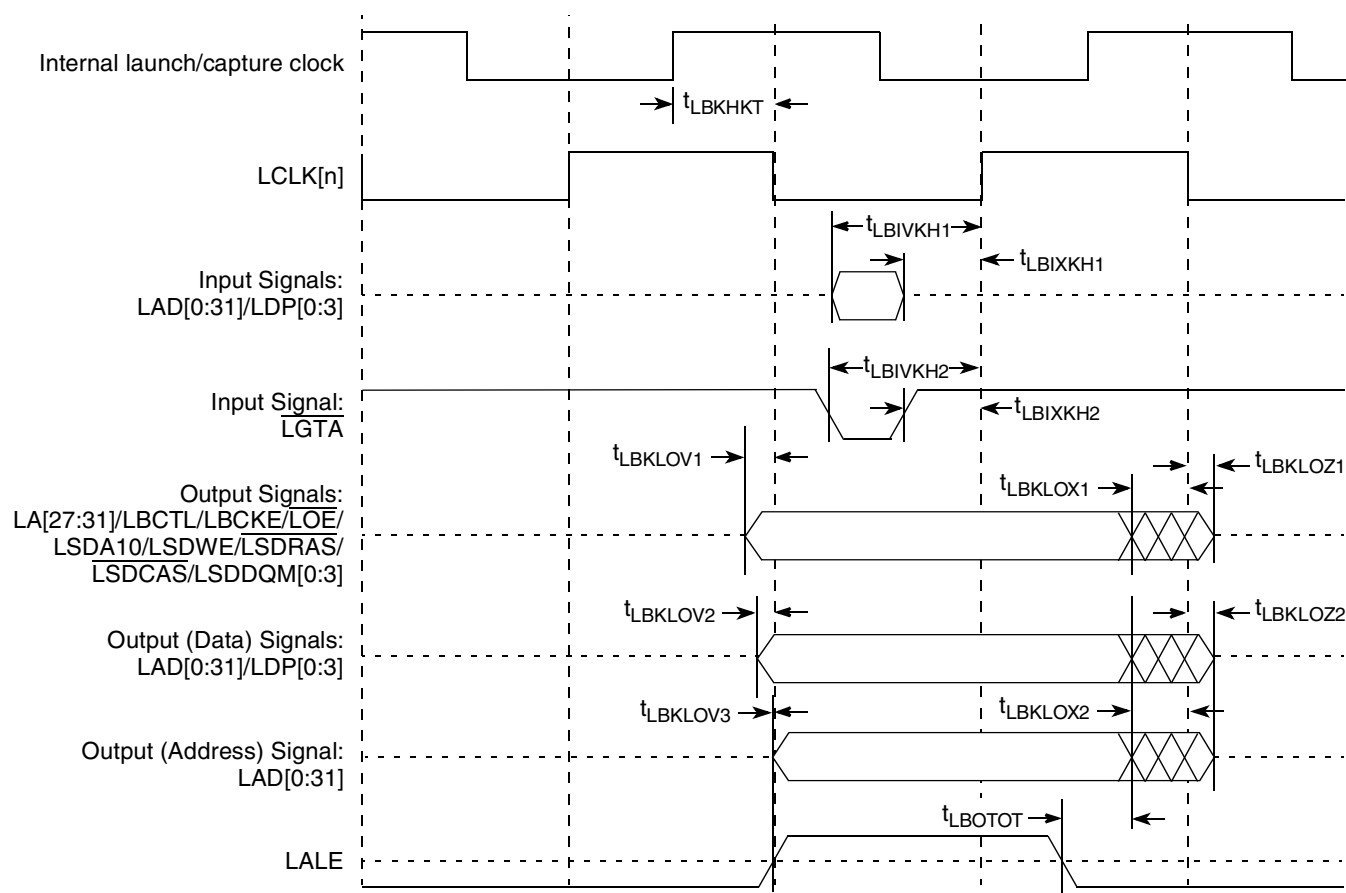 Internal launch/capture clock
tLBKHKT
LCLK[n]
tLBIVKH1
tLBIXKH1
Input Signals:
LAD[0:31]/LDP[0:3]
tLBIVKH2
Input Signal:
LGTA
tLBIXKH2
tLBKLOV1
tLBKLOZ1
tLBKLOX1
Output Signals:
LA[27:31]/LBCTL/LBCKE/LOE/
LSDA10/LSDWE/LSDRAS/
LSDCAS/LSDDQM[0:3]
tLBKLOV2
tLBKLOZ2
Output (Data) Signals:
LAD[0:31]/LDP[0:3]
tLBKLOV3
tLBKLOX2
Output (Address) Signal:
LAD[0:31]
tLBOTOT
LALE